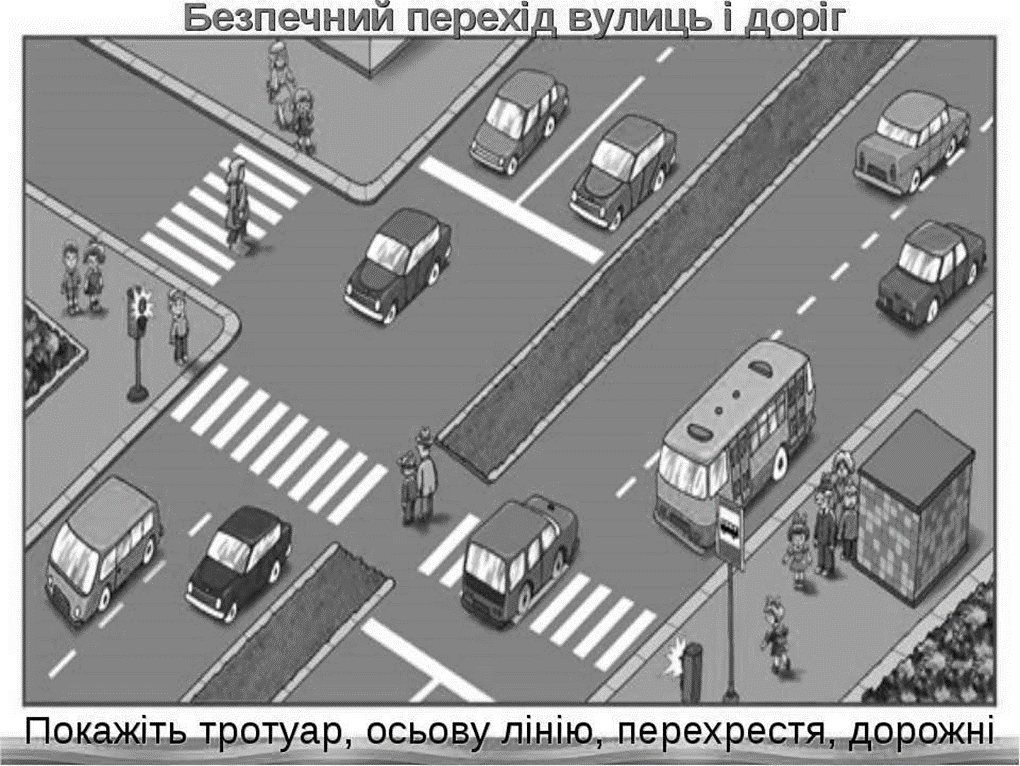 Безпечний перехід вулиць і доріг
Покажіть тротуар, осьову лінію, перехрестя, дорожні